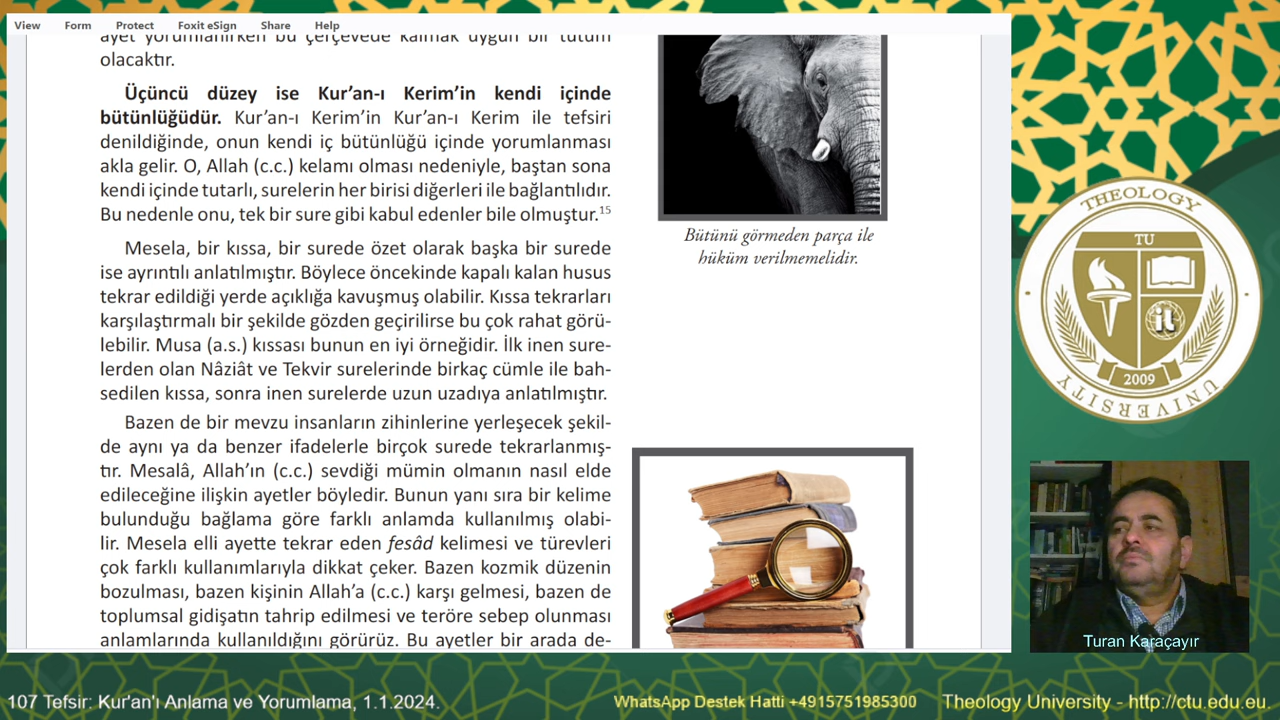 View Form Protect Foxit eSign Share Help
ayet yorumlanırken bu çerçevede kalmak uygun bir tutum
olacaktır.
Üçüncü düzey ise Kur’an-ı Kerim’in kendi içinde
bütünlüğüdür. Kur’an-ı Kerim’in Kur’an-ı Kerim ile tefsiri
denildiğinde, onun kendi iç bütünlüğü içinde yorumlanması
akla gelir. O, Allah (c.c.) kelamı olması nedeniyle, baştan sona
kendi içinde tutarlı, surelerin her birisi diğerleri ile bağlantılıdır.
Bu nedenle onu, tek bir sure gibi kabul edenler bile olmuştur.15
Mesela, bir kıssa, bir surede özet olarak başka bir surede
ise ayrıntılı anlatılmıştır. Böylece öncekinde kapalı kalan husus
tekrar edildiği yerde açıklığa kavuşmuş olabilir. Kıssa tekrarları
karşılaştırmalı bir şekilde gözden geçirilirse bu çok rahat görü-
lebilir. Musa (a.s.) kıssası bunun en iyi örneğidir. İlk inen sure-
lerden olan Nâziât ve Tekvir surelerinde birkaç cümle ile bah-
sedilen kıssa, sonra inen surelerde uzun uzadıya anlatılmıştır.
Bazen de bir mevzu insanların zihinlerine yerleşecek şekil-
de aynı ya da benzer ifadelerle birçok surede tekrarlanmış-
tır. Mesalâ, Allah’ın (c.c.) sevdiği mümin olmanın nasıl elde
edileceğine ilişkin ayetler böyledir. Bunun yanı sıra bir kelime
bulunduğu bağlama göre farklı anlamda kullanılmış olabi-
lir. Mesela elli ayette tekrar eden fesâd kelimesi ve türevleri
çok farklı kullanımlarıyla dikkat çeker. Bazen kozmik düzenin
bozulması, bazen kişinin Allah’a (c.c.) karşı gelmesi, bazen de
toplumsal gidişatın tahrip edilmesi ve teröre sebep olunması
anlamlarında kullanıldığını görürüz. Bu ayetler bir arada de-
Bütünü görmeden parça ile
hüküm verilmemelidir.
THEOLOGY
TU
2009
UNIVERSITY
Turan Karaçayır
107 Tefsir: Kur'an'ı Anlama ve Yorumlama, 1.1.2024.
WhatsApp Destek Hatti +4915751985300
Theology University - http://ctu.edu.eu.